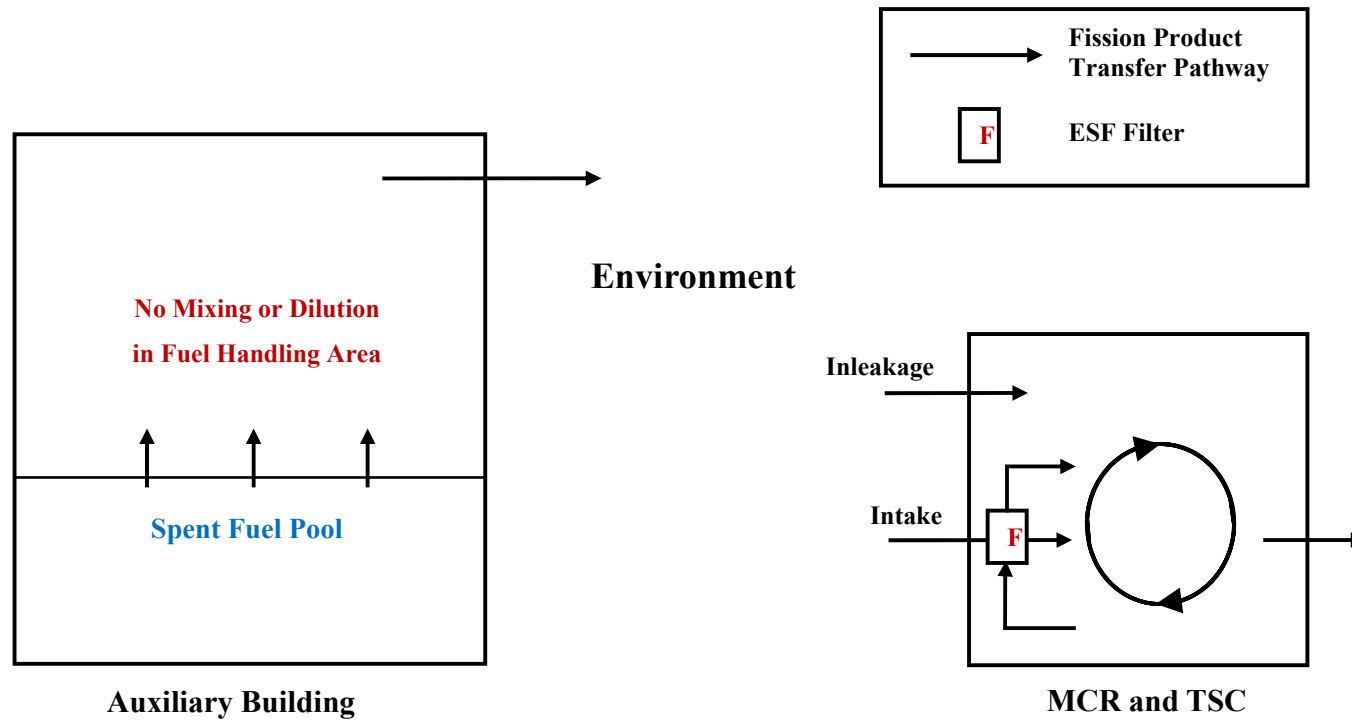 Fission Product
Transfer Pathway
F
ESF Filter
Environment
No Mixing or Dilution
in Fuel Handling Area
Spent Fuel Pool
Auxiliary Building
Inleakage
Intake
F
MCR and TSC